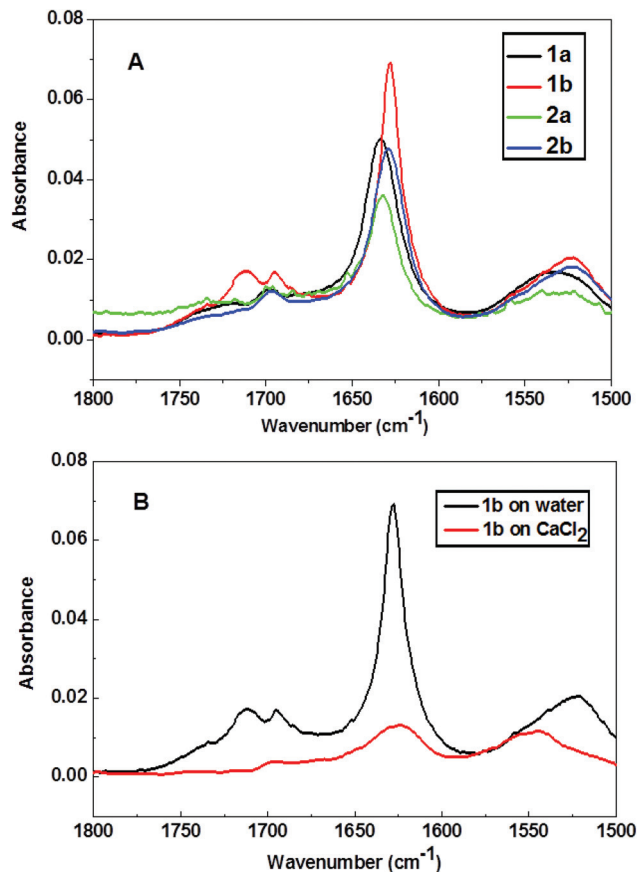 0.08
A
1a
1b
2a
2b
0.06
0.04
0.02
0.00
Absorbance
1800 1750 1700 1650 1600 1550 1500
Wavenumber (cm⁻¹)
0.08
B
1b on water
1b on CaCl₂
0.06
0.04
0.02
0.00
Absorbance
1800 1750 1700 1650 1600 1550 1500
Wavenumber (cm⁻¹)